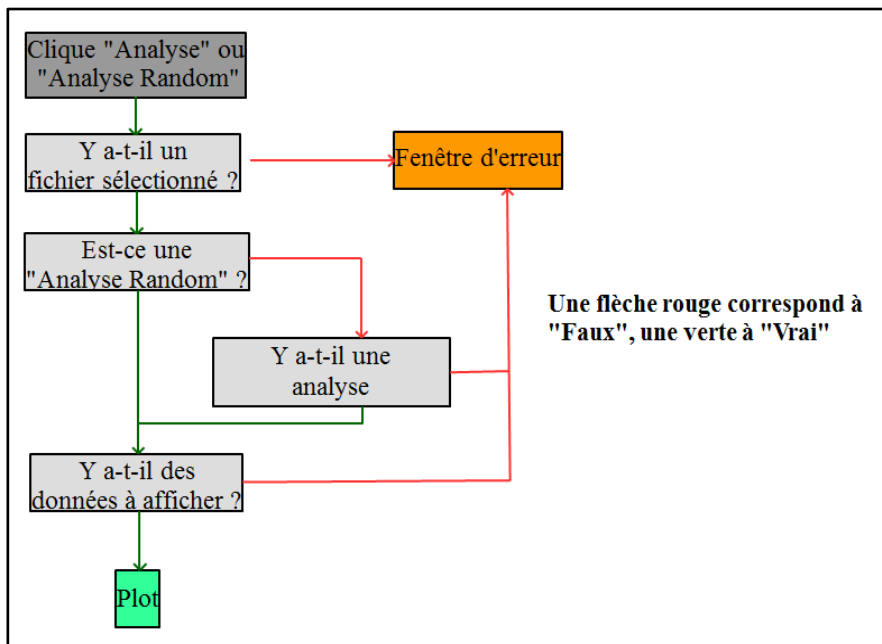 Clique "Analyse" ou
"Analyse Random"
Y a-t-il un
fichier sélectionné ?
Fenêtre d'erreur
Est-ce une
"Analyse Random" ?
Une flèche rouge correspond à
"Faux", une verte à "Vrai"
Y a-t-il une
analyse
Y a-t-il des
données à afficher ?
Plot